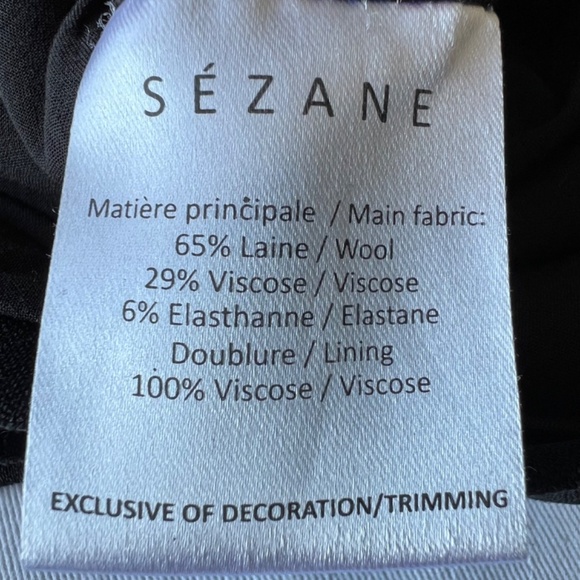 SÉZANE
Matière principale / Main fabric:
65% Laine / Wool
29% Viscose / Viscose
6% Elasthanne / Elastane
Doublure / Lining
100% Viscose / Viscose
EXCLUSIVE OF DECORATION/TRIMMING